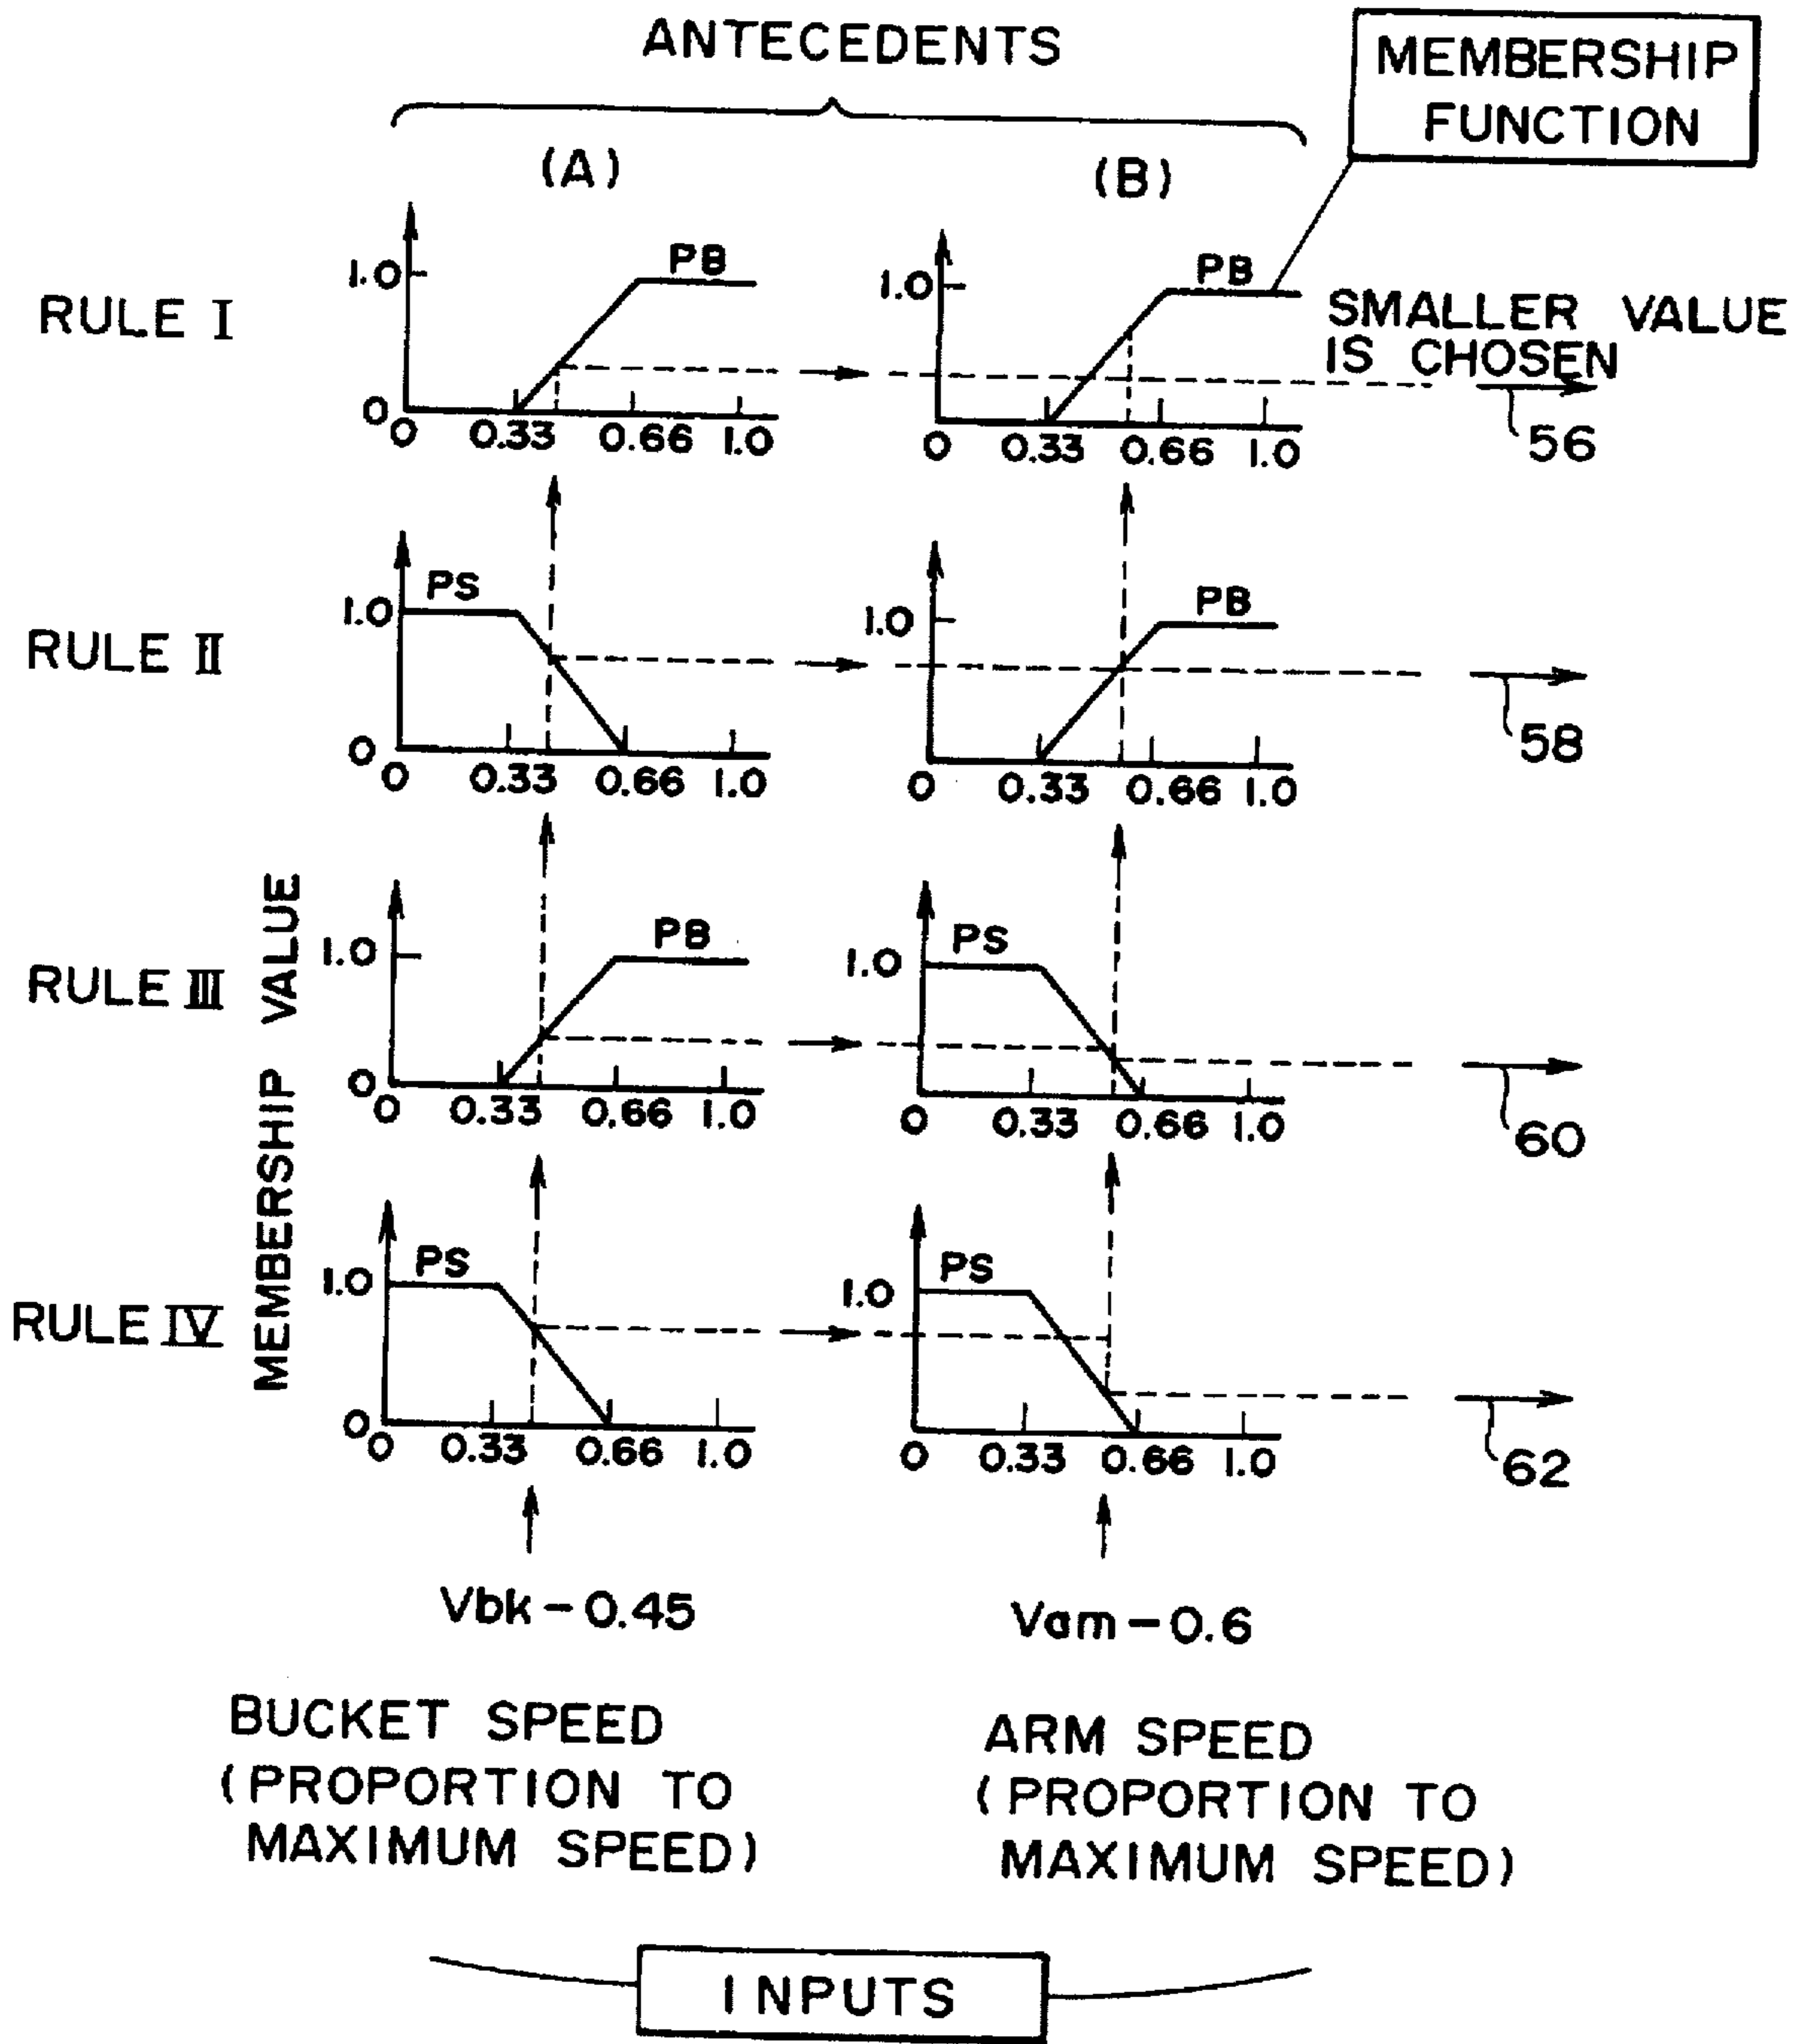 ANTECEDENTS
MEMBERSHIP
FUNCTION
(A)
(B)
RULE I
1.0
PB
0
0 0.33 0.66 1.0
1.0
PB
0 0.33 0.66 1.0
SMALLER VALUE
IS CHOSEN
56
RULE II
1.0
PS
0
0 0.33 0.66 1.0
1.0
PB
0 0.33 0.66 1.0
58
MEMBERSHIP VALUE
RULE III
1.0
PB
0
0 0.33 0.66 1.0
1.0
PS
0 0.33 0.66 1.0
60
RULE IV
1.0
PS
0
0 0.33 0.66 1.0
1.0
PS
0 0.33 0.66 1.0
62
Vbk-0.45
Vam-0.6
BUCKET SPEED
(PROPORTION TO
MAXIMUM SPEED)
ARM SPEED
(PROPORTION TO
MAXIMUM SPEED)
INPUTS